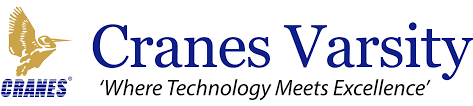 Cranes Varsity
CRANES®
‘Where Technology Meets Excellence’